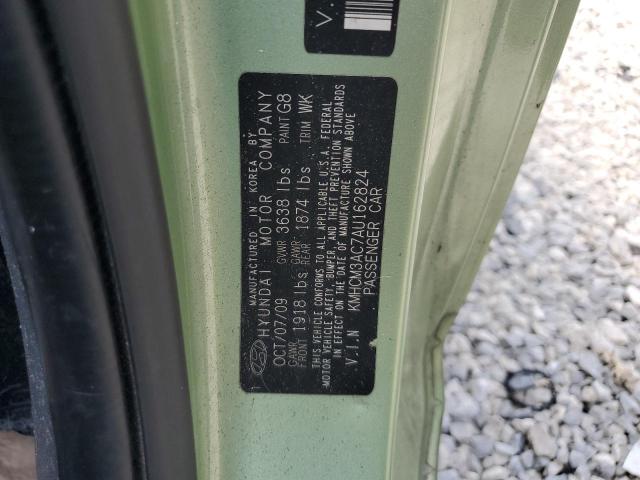 V.
MANUFACTURED IN KOREA BY
HYUNDAI MOTOR COMPANY
OCT/07/09 GVWR 3638 lbs PAINT G8
GAWR FRONT 1918 lbs GAWR REAR 1874 lbs TRIM WK
THIS VEHICLE CONFORMS TO ALL APPLICABLE U.S.A. FEDERAL
MOTOR VEHICLE SAFETY, BUMPER, AND THEFT PREVENTION STANDARDS
IN EFFECT ON THE DATE OF MANUFACTURE SHOWN ABOVE
V.I.N KMHCM3AC7AU162824
PASSENGER CAR